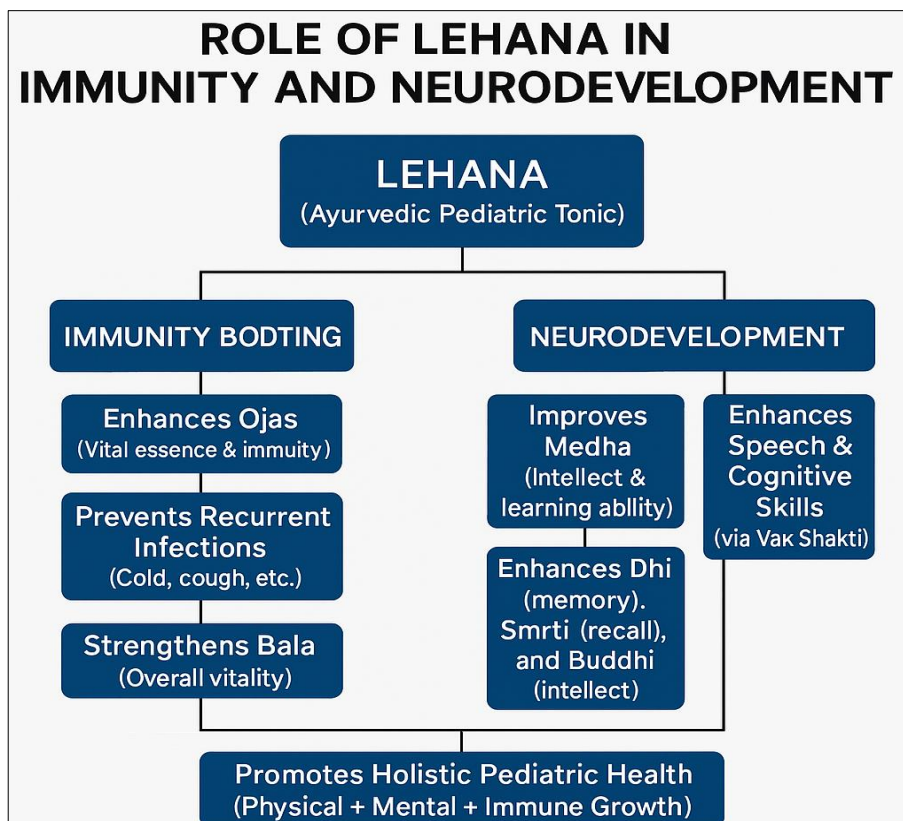 ROLE OF LEHANA IN
IMMUNITY AND NEURODEVELOPMENT
LEHANA
(Ayurvedic Pediatric Tonic)
IMMUNITY BODTING
Enhances Ojas
(Vital essence & immuity)
Prevents Recurrent
Infections
(Cold, cough, etc.)
Strengthens Bala
(Overall vitality)
NEURODEVELOPMENT
Improves
Medha
(Intellect &
learning abllity)
Enhances Dhi
(memory).
Smrti (recall),
and Buddhi
(intellect)
Enhances
Speech &
Cognitive
Skills
(via Vaк Shakti)
Promotes Holistic Pediatric Health
(Physical + Mental + Immune Growth)